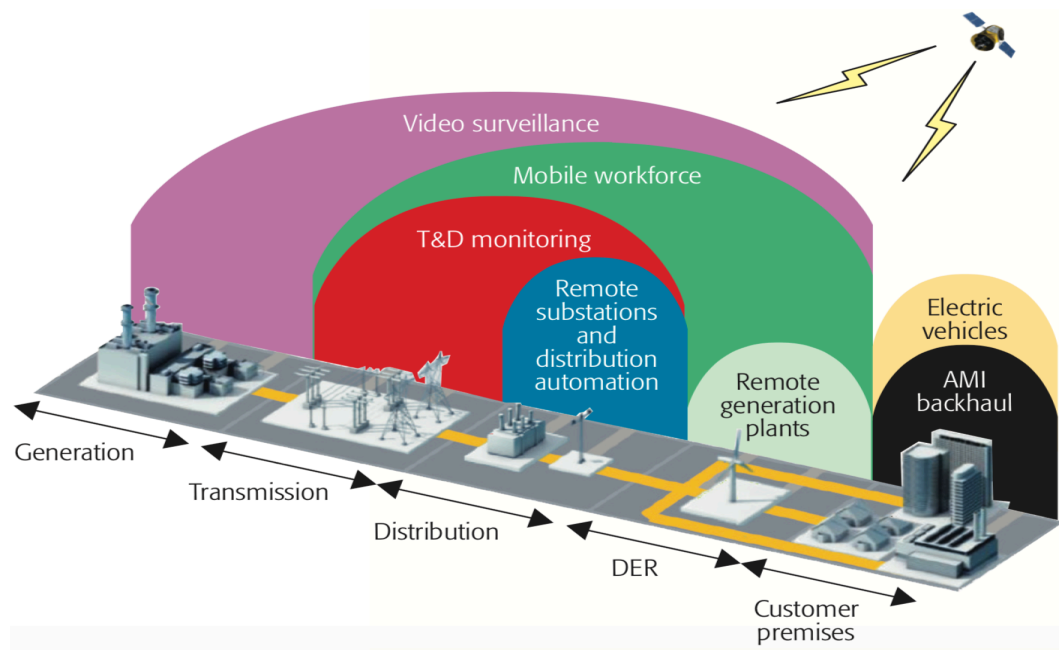 Video surveillance
Mobile workforce
T&D monitoring
Remote
substations
and
distribution
automation
Remote
generation
plants
Electric
vehicles
AMI
backhaul
Generation
Transmission
Distribution
DER
Customer
premises